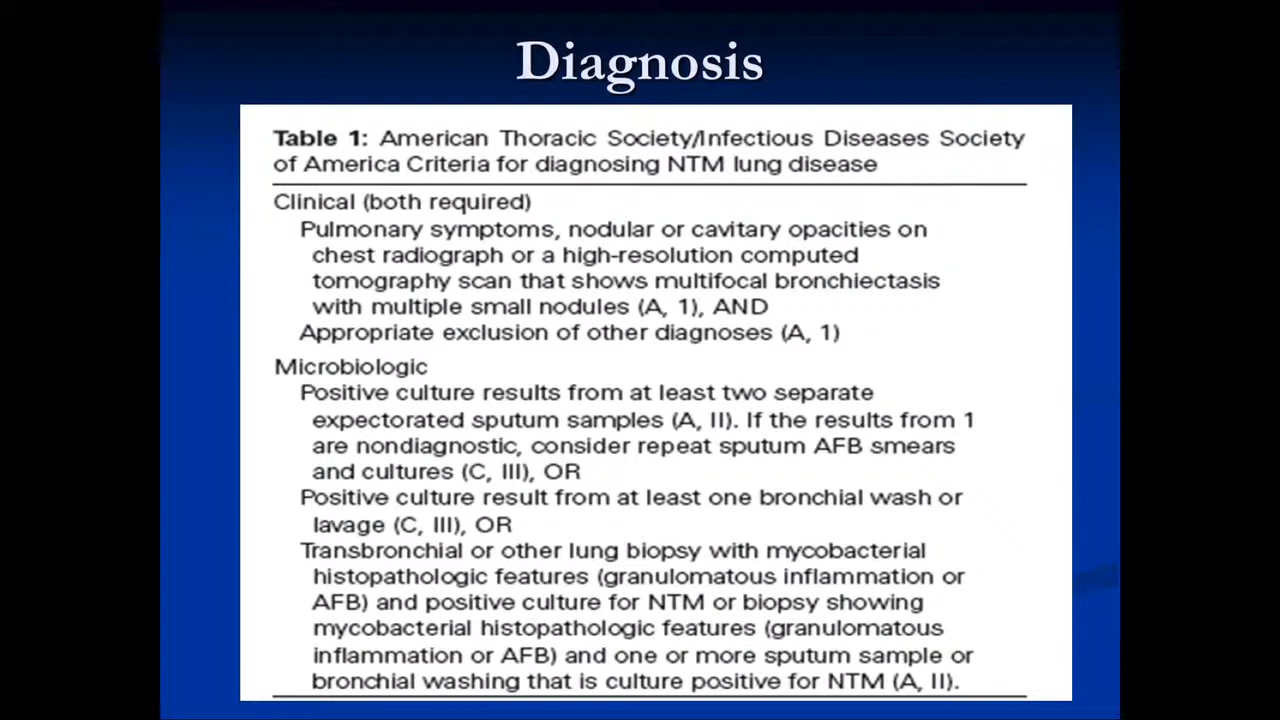 Diagnosis
Table 1: American Thoracic Society/Infectious Diseases Society
of America Criteria for diagnosing NTM lung disease
Clinical (both required)
Pulmonary symptoms, nodular or cavitary opacities on
chest radiograph or a high-resolution computed
tomography scan that shows multifocal bronchiectasis
with multiple small nodules (A, 1), AND
Appropriate exclusion of other diagnoses (A, 1)
Microbiologic
Positive culture results from at least two separate
expectorated sputum samples (A, II). If the results from 1
are nondiagnostic, consider repeat sputum AFB smears
and cultures (C, III), OR
Positive culture result from at least one bronchial wash or
lavage (C, III), OR
Transbronchial or other lung biopsy with mycobacterial
histopathologic features (granulomatous inflammation or
AFB) and positive culture for NTM or biopsy showing
mycobacterial histopathologic features (granulomatous
inflammation or AFB) and one or more sputum sample or
bronchial washing that is culture positive for NTM (A, II).